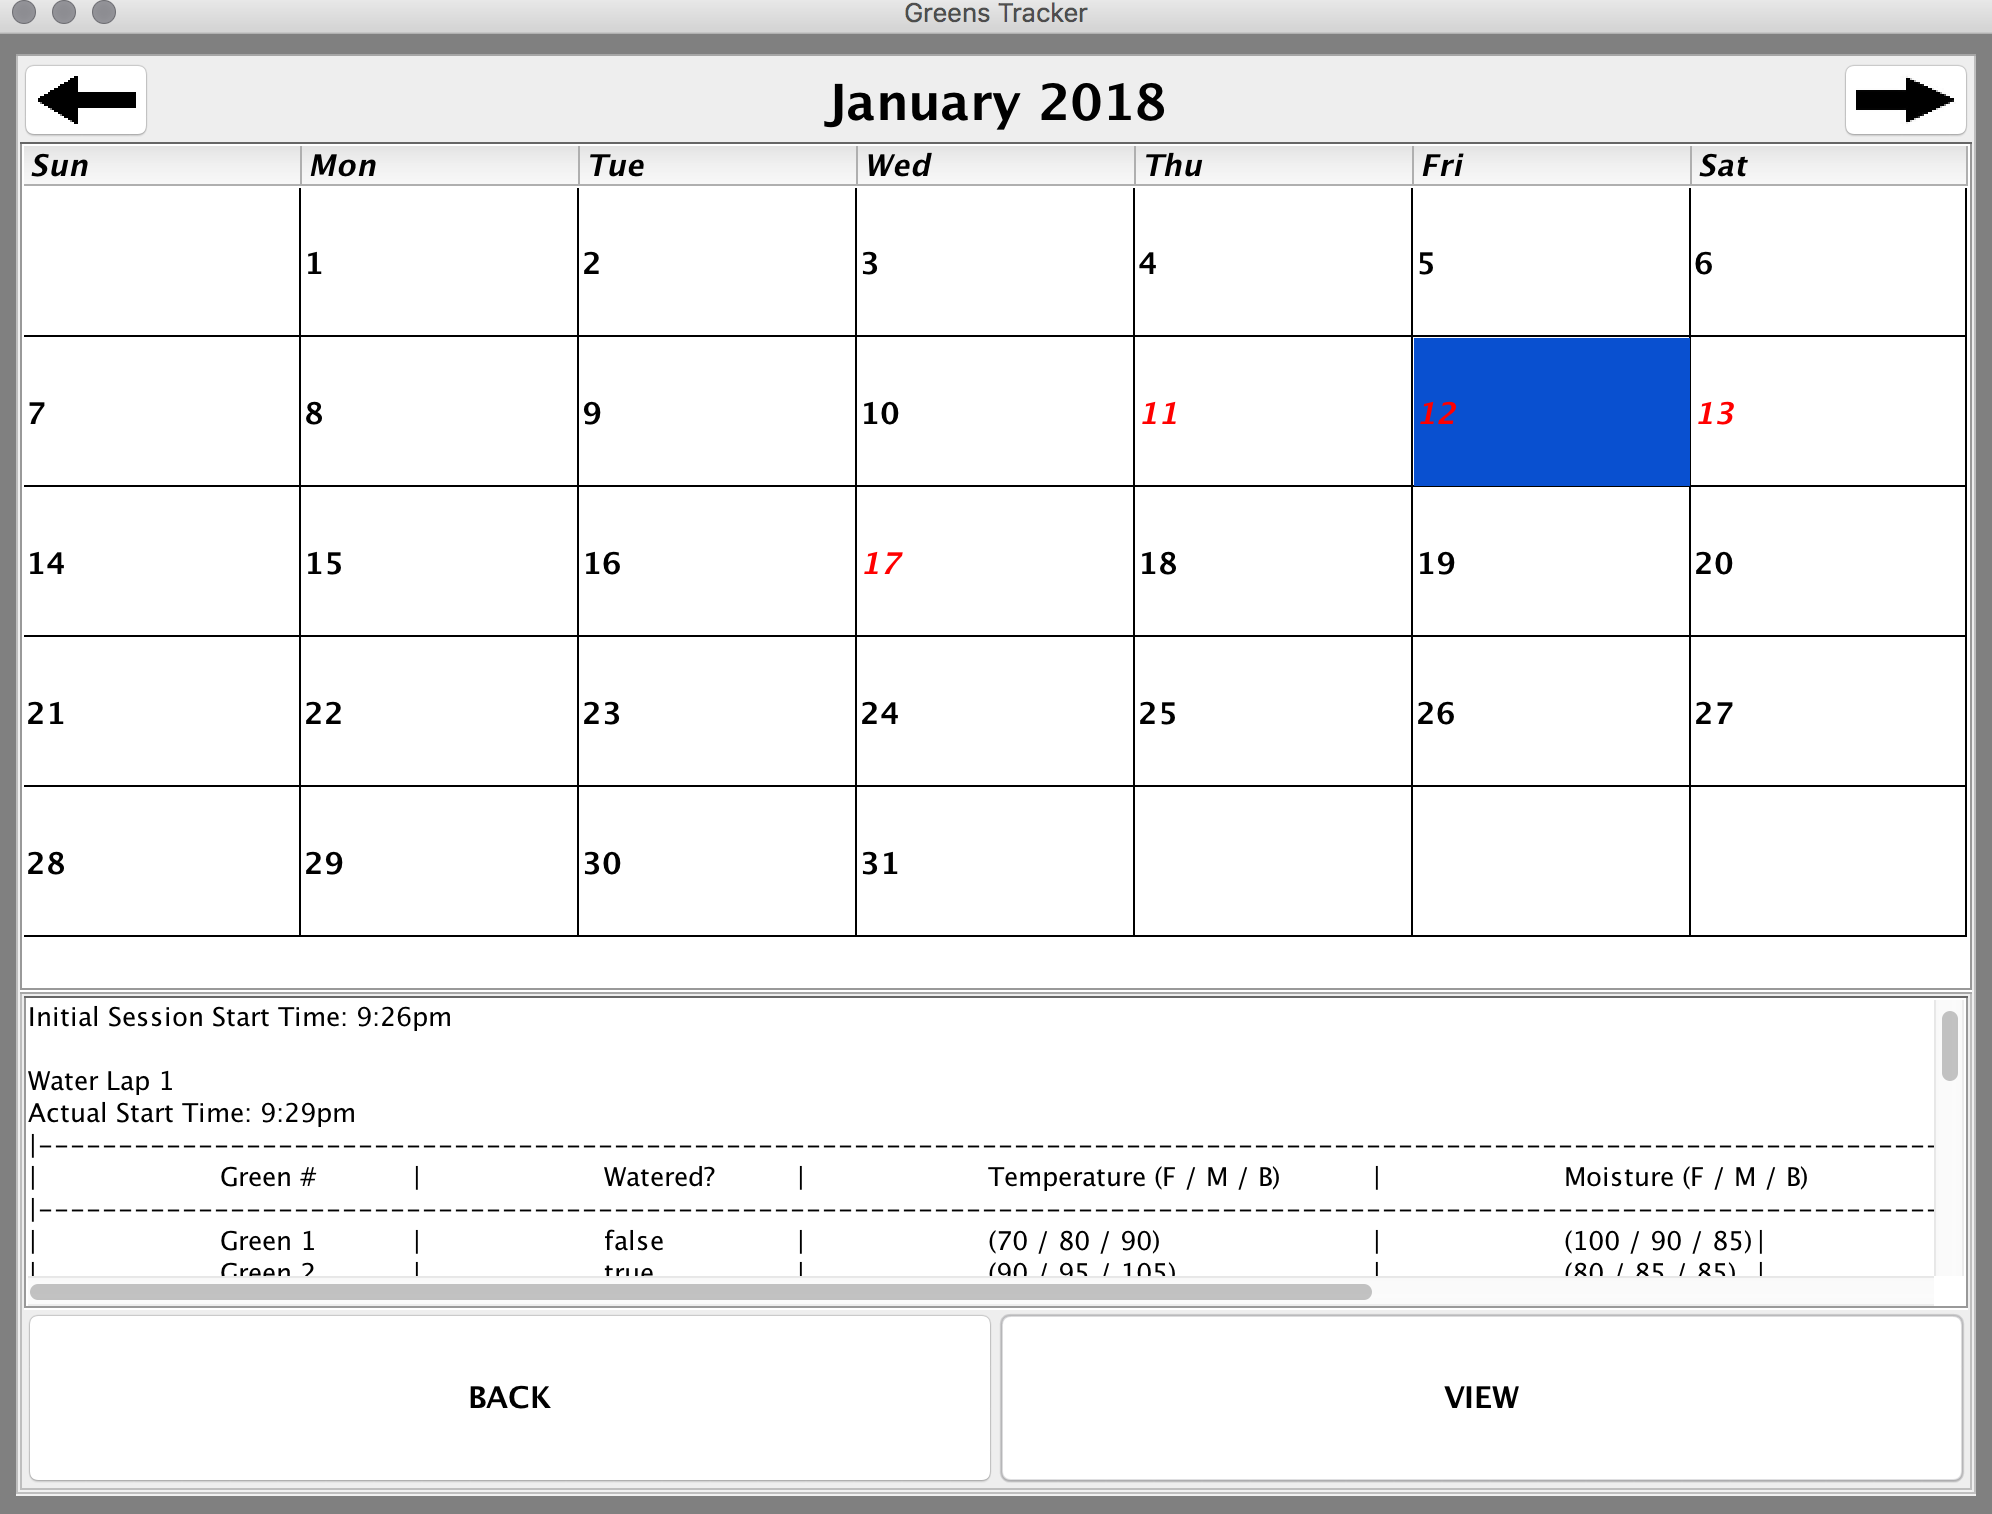 Greens Tracker
January 2018
Sun Mon Tue Wed Thu Fri Sat
1 2 3 4 5 6
7 8 9 10 11 12 13
14 15 16 17 18 19 20
21 22 23 24 25 26 27
28 29 30 31
Initial Session Start Time: 9:26pm
Water Lap 1
Actual Start Time: 9:29pm
|------------------------------------------------------------------------------------------------------------------------
| Green # | Watered? | Temperature (F / M / B) | Moisture (F / M / B)
|------------------------------------------------------------------------------------------------------------------------
| Green 1 | false | (70 / 80 / 90) | (100 / 90 / 85) |
| Green 2 | true | (90 / 95 / 105) | (80 / 85 / 85) |
BACK VIEW